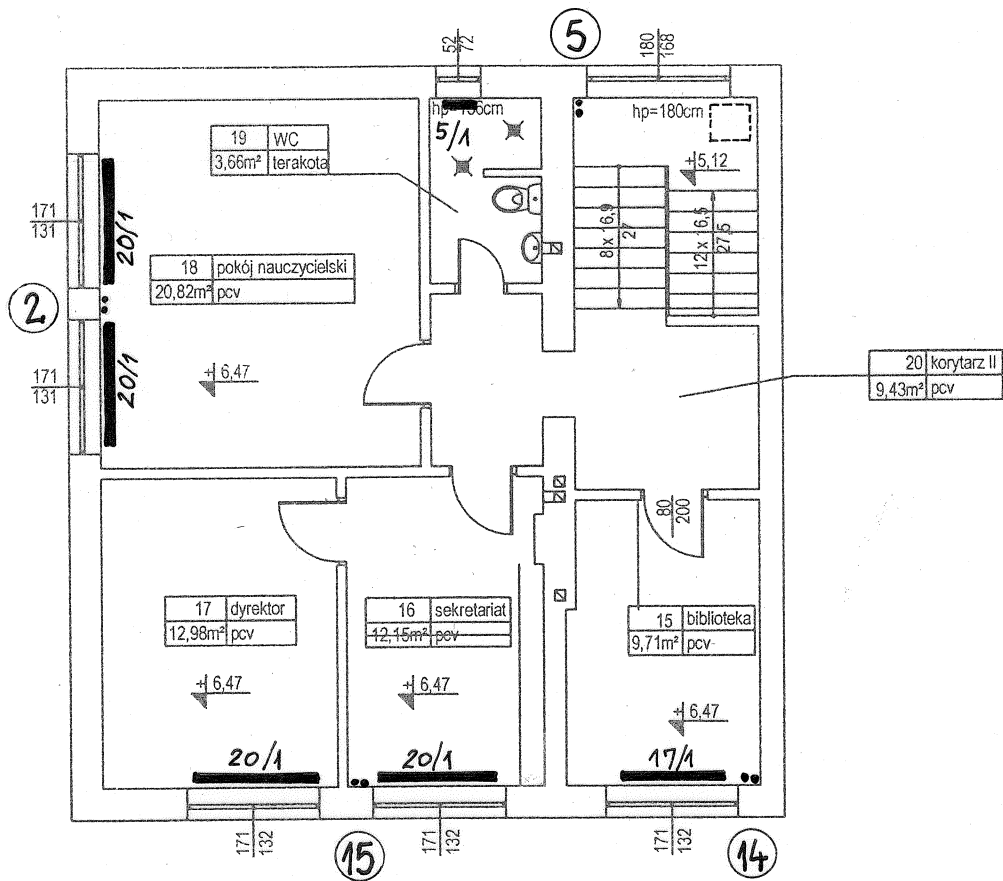 5
52
72
180
168
hp=156cm
hp=180cm
19 WC
3,66m² terakota
5/1
+5,12
171
131
20/1
8 x 16,9
27
12 x 16,5
27,5
18 pokój nauczycielski
20,82m² pcv
2
171
131
20/1
+6,47
20 korytarz II
9,43m² pcv
80
200
17 dyrektor
12,98m² pcv
16 sekretariat
12,15m² pcv
15 biblioteka
9,71m² pcv
+6,47
+6,47
+6,47
20/1
20/1
17/1
171
132
171
132
171
132
15
14